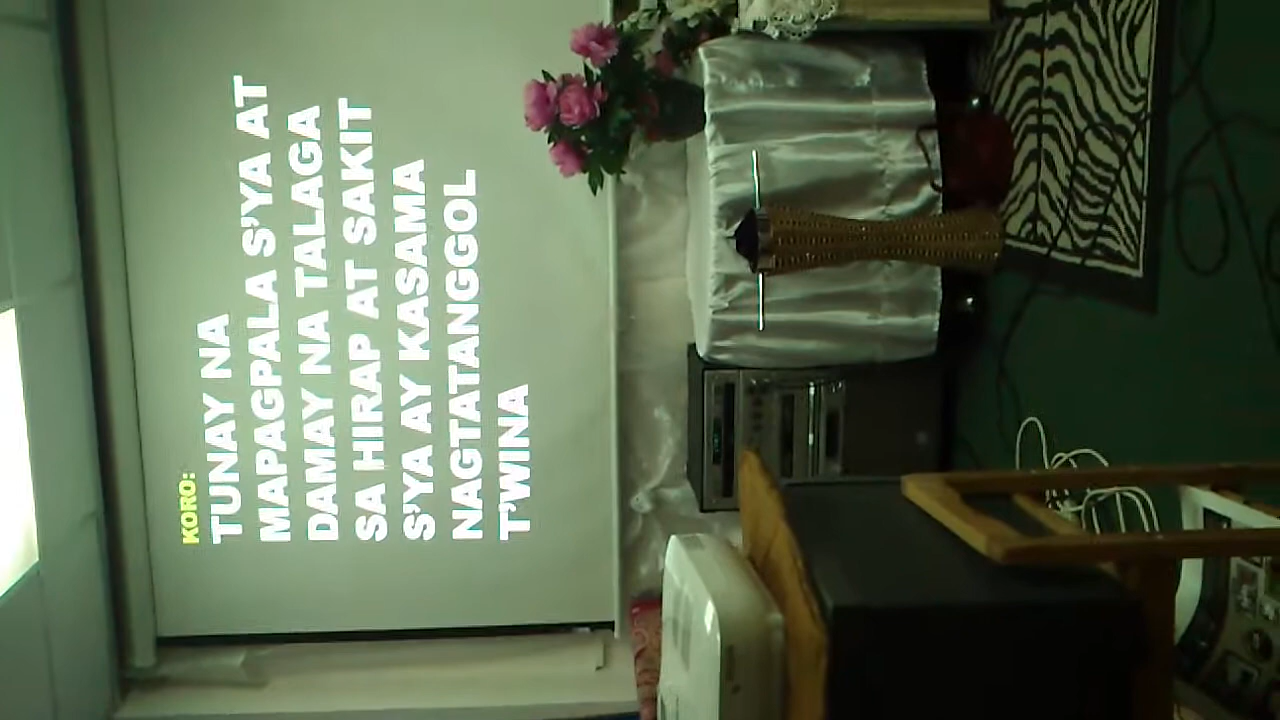 KORO:
TUNAY NA
MAPAGPALA S'YA AT
DAMAY NA TALAGA
SA HIRAP AT SAKIT
S'YA AY KASAMA
NAGTATANGGOL
T'WINA